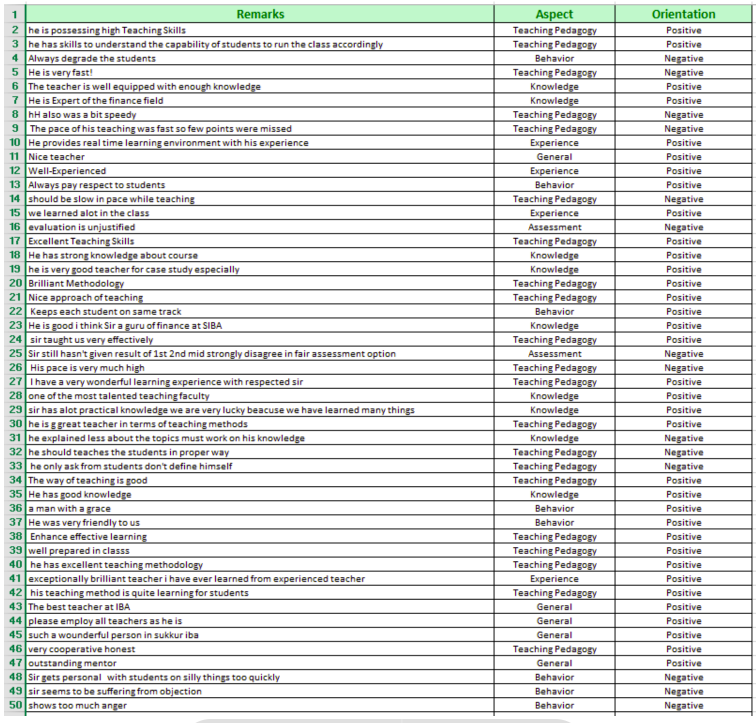 1 Remarks Aspect Orientation
2 he is possessing high Teaching Skills Teaching Pedagogy Positive
3 he has skills to understand the capability of students to run the class accordingly Teaching Pedagogy Positive
4 Always degrade the students Behavior Negative
5 He is very fast! Teaching Pedagogy Negative
6 The teacher is well equipped with enough knowledge Knowledge Positive
7 He is Expert of the finance field Knowledge Positive
8 hH also was a bit speedy Teaching Pedagogy Negative
9 The pace of his teaching was fast so few points were missed Teaching Pedagogy Negative
10 He provides real time learning environment with his experience Experience Positive
11 Nice teacher General Positive
12 Well-Experienced Experience Positive
13 Always pay respect to students Behavior Positive
14 should be slow in pace while teaching Teaching Pedagogy Negative
15 we learned alot in the class Experience Positive
16 evaluation is unjustified Assessment Negative
17 Excellent Teaching Skills Teaching Pedagogy Positive
18 He has strong knowledge about course Knowledge Positive
19 he is very good teacher for case study especially Knowledge Positive
20 Brilliant Methodology Teaching Pedagogy Positive
21 Nice approach of teaching Teaching Pedagogy Positive
22 Keeps each student on same track Behavior Positive
23 He is good i think Sir a guru of finance at SIBA Knowledge Positive
24 sir taught us very effectively Teaching Pedagogy Positive
25 Sir still hasn't given result of 1st 2nd mid strongly disagree in fair assessment option Assessment Negative
26 His pace is very much high Teaching Pedagogy Negative
27 I have a very wonderful learning experience with respected sir Teaching Pedagogy Positive
28 one of the most talented teaching faculty Knowledge Positive
29 sir has alot practical knowledge we are very lucky beacuse we have learned many things Knowledge Positive
30 he is g great teacher in terms of teaching methods Teaching Pedagogy Positive
31 he explained less about the topics must work on his knowledge Knowledge Negative
32 he should teaches the students in proper way Teaching Pedagogy Negative
33 he only ask from students don't define himself Teaching Pedagogy Negative
34 The way of teaching is good Teaching Pedagogy Positive
35 He has good knowledge Knowledge Positive
36 a man with a grace Behavior Positive
37 He was very friendly to us Behavior Positive
38 Enhance effective learning Teaching Pedagogy Positive
39 well prepared in classs Teaching Pedagogy Positive
40 he has excellent teaching methodology Teaching Pedagogy Positive
41 exceptionally brilliant teacher i have ever learned from experienced teacher Experience Positive
42 his teaching method is quite learning for students Teaching Pedagogy Positive
43 The best teacher at IBA General Positive
44 please employ all teachers as he is General Positive
45 such a wounderful person in sukkur iba General Positive
46 very cooperative honest Teaching Pedagogy Positive
47 outstanding mentor General Positive
48 Sir gets personal with students on silly things too quickly Behavior Negative
49 sir seems to be suffering from objection Behavior Negative
50 shows too much anger Behavior Negative